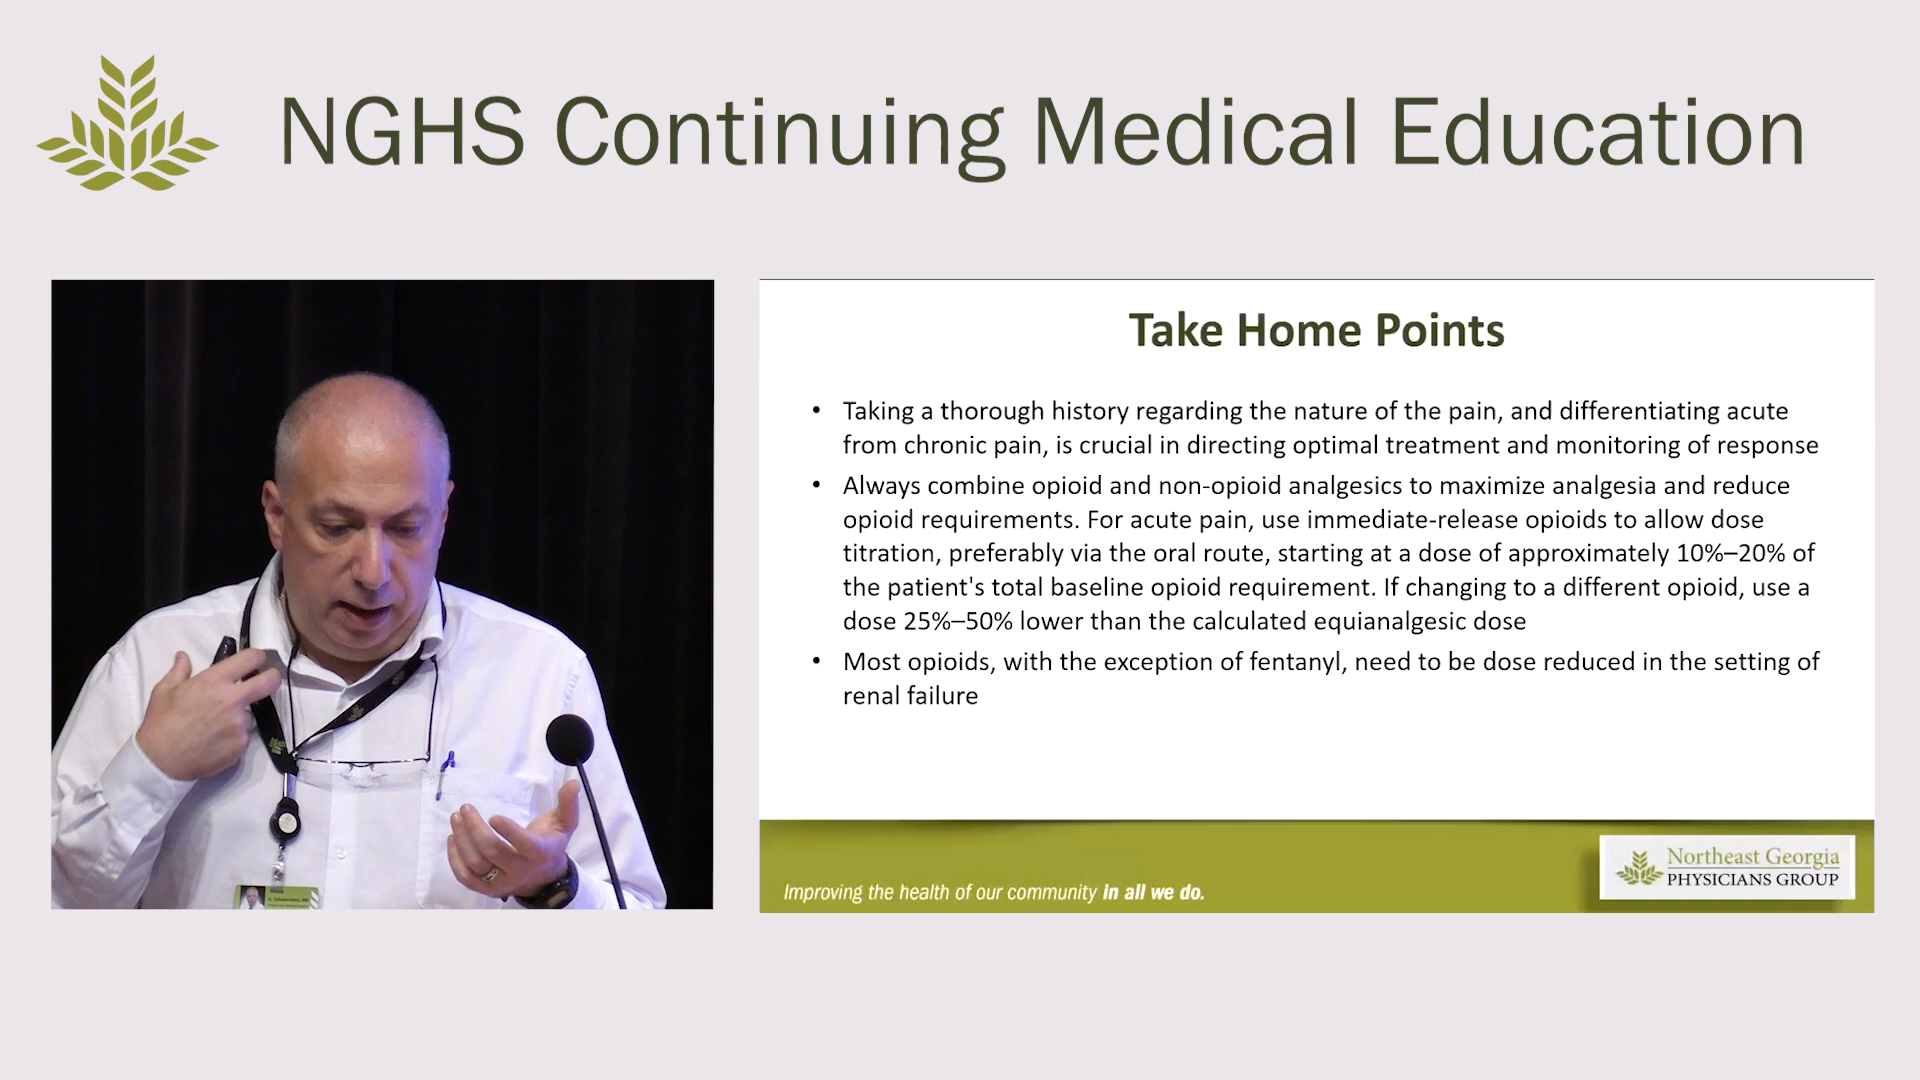 NGHS Continuing Medical Education
Take Home Points
• Taking a thorough history regarding the nature of the pain, and differentiating acute
from chronic pain, is crucial in directing optimal treatment and monitoring of response
• Always combine opioid and non-opioid analgesics to maximize analgesia and reduce
opioid requirements. For acute pain, use immediate-release opioids to allow dose
titration, preferably via the oral route, starting at a dose of approximately 10%–20% of
the patient's total baseline opioid requirement. If changing to a different opioid, use a
dose 25%–50% lower than the calculated equianalgesic dose
• Most opioids, with the exception of fentanyl, need to be dose reduced in the setting of
renal failure
Improving the health of our community in all we do.
Northeast Georgia
PHYSICIANS GROUP